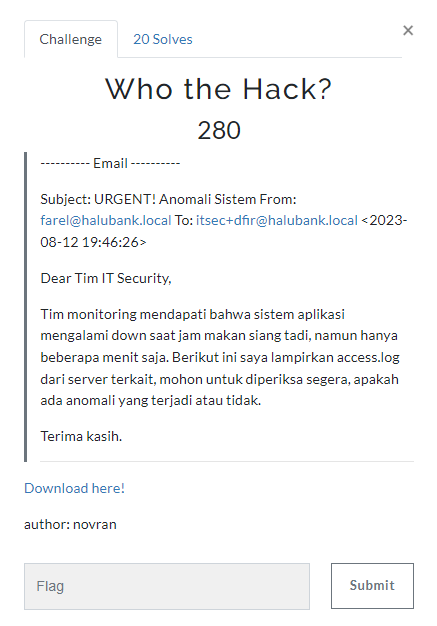 Challenge
20 Solves
×
Who the Hack?
280
---------- Email ----------
Subject: URGENT! Anomali Sistem From:
farel@halubank.local To: itsec+dfir@halubank.local <2023-
08-12 19:46:26>
Dear Tim IT Security,
Tim monitoring mendapati bahwa sistem aplikasi
mengalami down saat jam makan siang tadi, namun hanya
beberapa menit saja. Berikut ini saya lampirkan access.log
dari server terkait, mohon untuk diperiksa segera, apakah
ada anomali yang terjadi atau tidak.
Terima kasih.
Download here!
author: novran
Flag
Submit